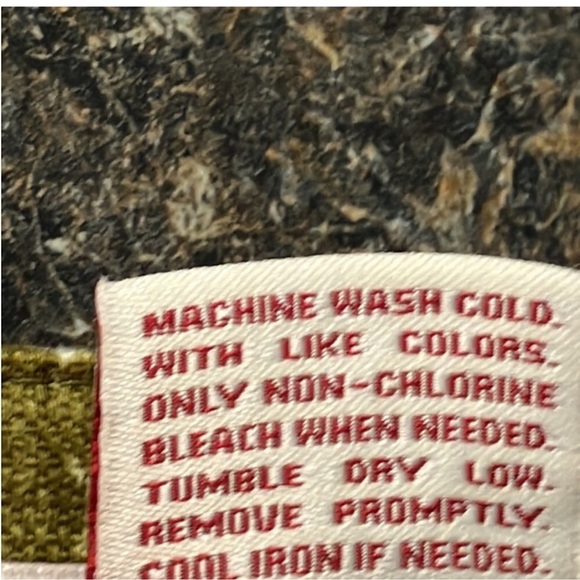 MACHINE WASH COLD.
WITH LIKE COLORS.
ONLY NON-CHLORINE
BLEACH WHEN NEEDED.
TUMBLE DRY LOW.
REMOVE PROMPTLY.
COOL IRON IF NEEDED.